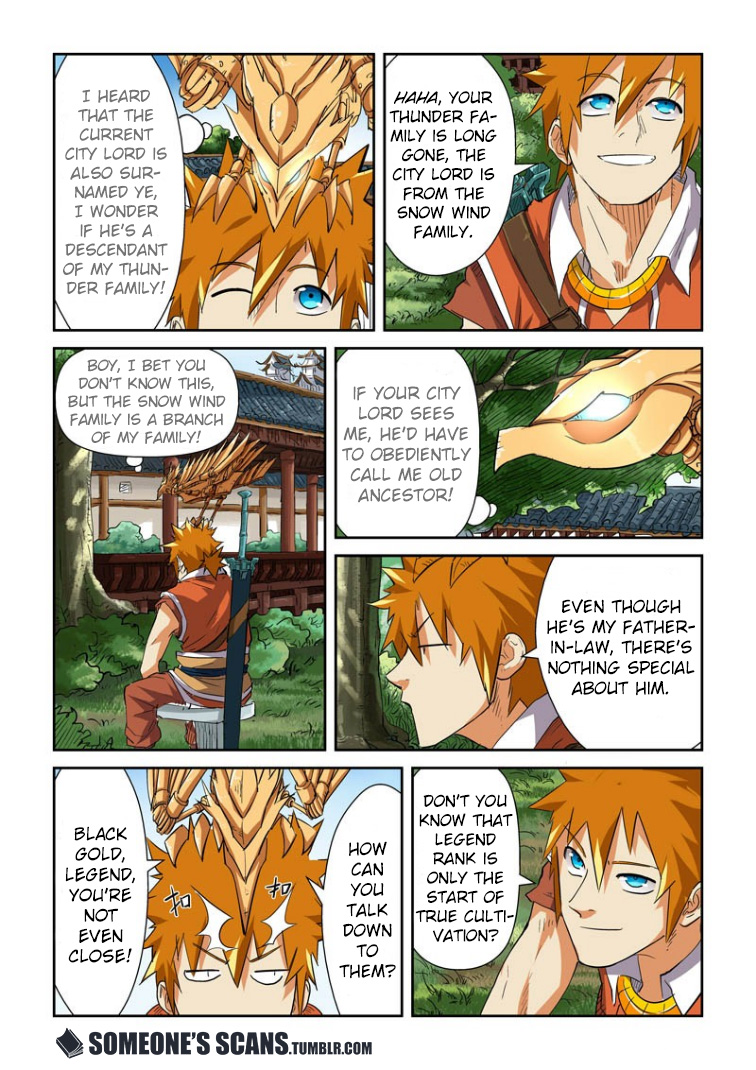 I HEARD
THAT THE
CURRENT
CITY LORD IS
ALSO SUR-
NAMED YE,
I WONDER
IF HE'S A
DESCENDANT
OF MY THUN-
DER FAMILY!
HAHA, YOUR
THUNDER FA-
MILY IS LONG
GONE, THE
CITY LORD IS
FROM THE
SNOW WIND
FAMILY.
BOY, I BET YOU
DON'T KNOW THIS,
BUT THE SNOW WIND
FAMILY IS A BRANCH
OF MY FAMILY!
IF YOUR CITY
LORD SEES
ME, HE'D HAVE
TO OBEDIENTLY
CALL ME OLD
ANCESTOR!
EVEN THOUGH
HE'S MY FATHER-
IN-LAW, THERE'S
NOTHING SPECIAL
ABOUT HIM.
BLACK
GOLD,
LEGEND,
YOU'RE
NOT
EVEN
CLOSE!
HOW
CAN
YOU
TALK
DOWN
TO
THEM?
DON'T YOU
KNOW THAT
LEGEND
RANK IS
ONLY THE
START OF
TRUE CULTI-
VATION?
SOMEONE'S SCANS.TUMBLR.COM